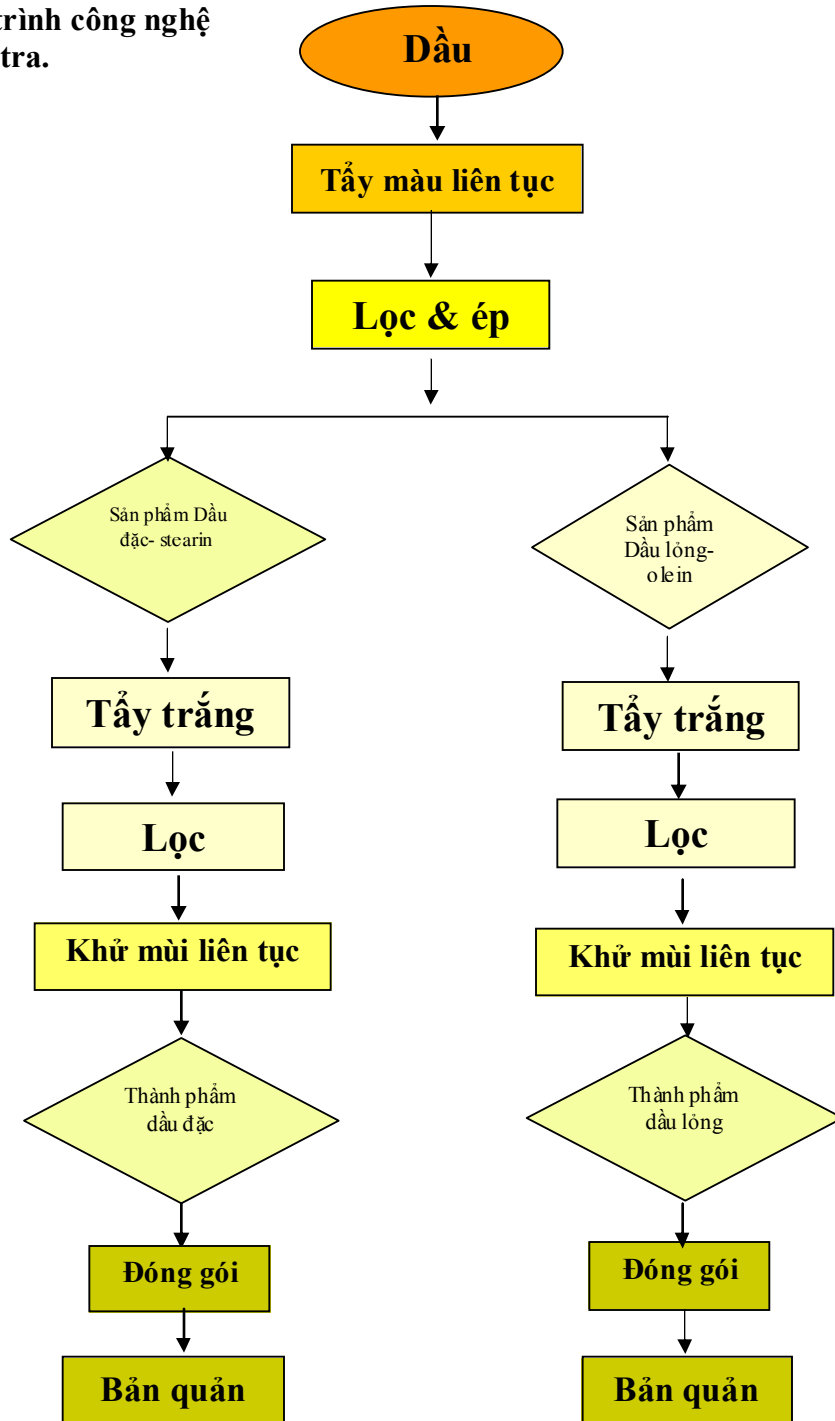 trình công nghệ
tra.
Dầu
Tẩy màu liên tục
Lọc & ép
Sản phẩm Dầu
đặc- stearin
Sản phẩm
Dầu lỏng-
olein
Tẩy trắng
Tẩy trắng
Lọc
Lọc
Khử mùi liên tục
Khử mùi liên tục
Thành phẩm
dầu đặc
Thành phẩm
dầu lỏng
Đóng gói
Đóng gói
Bản quản
Bản quản